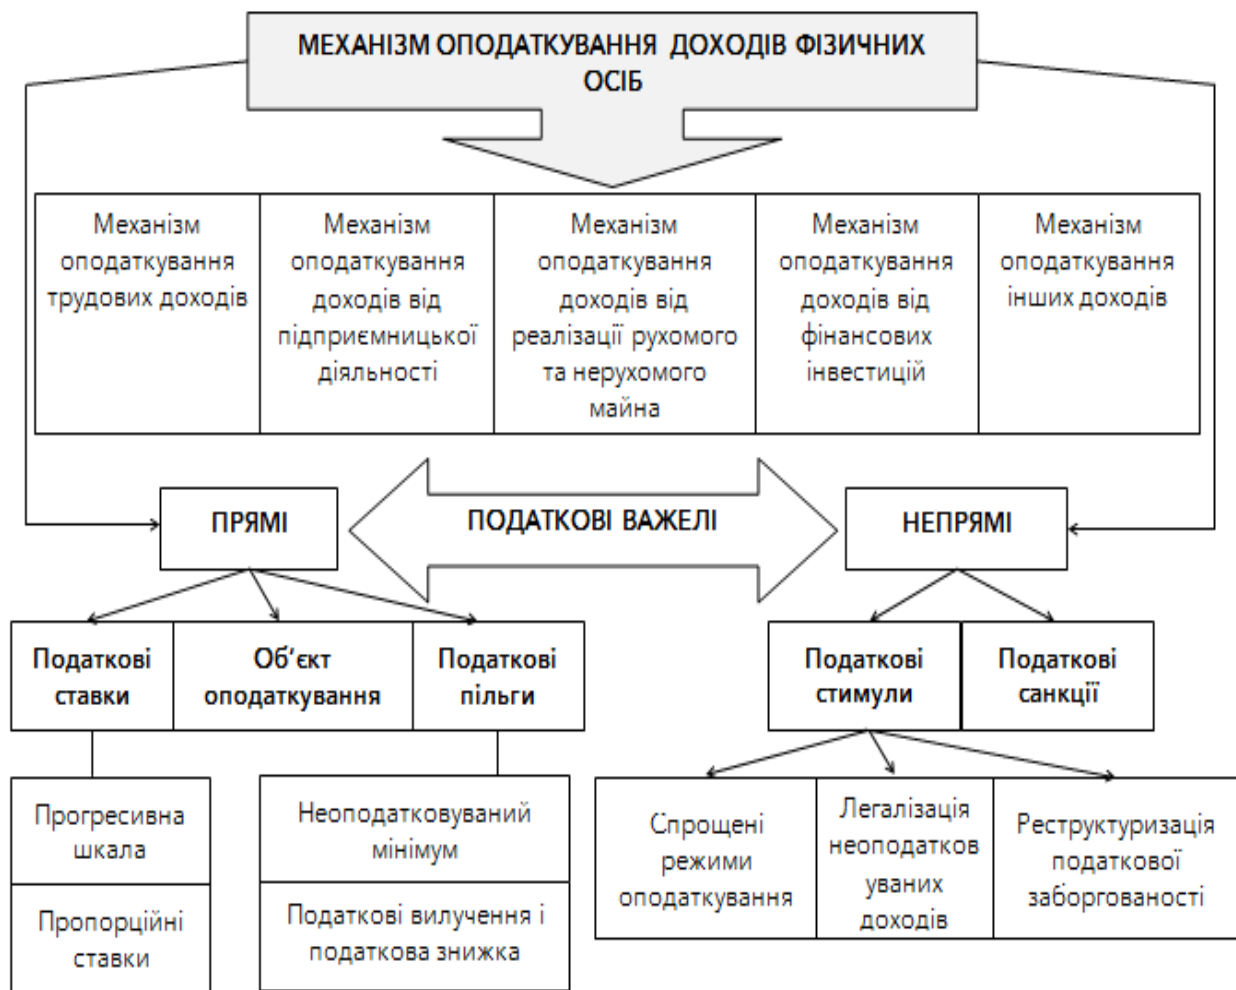 МЕХАНІЗМ ОПОДАТКУВАННЯ ДОХОДІВ ФІЗИЧНИХ
ОСІБ
Механізм
оподаткування
трудових доходів
Механізм
оподаткування
доходів від
підприємницької
діяльності
Механізм
оподаткування
доходів від
реалізації рухомого
та нерухомого
майна
Механізм
оподаткування
доходів від
фінансових
інвестицій
Механізм
оподаткування
інших доходів
ПРЯМІ
ПОДАТКОВІ ВАЖЕЛІ
НЕПРЯМІ
Податкові
ставки
Об‘єкт
оподаткування
Податкові
пільги
Податкові
стимули
Податкові
санкції
Прогресивна
шкала
Пропорційні
ставки
Неоподатковуваний
мінімум
Податкові вилучення і
податкова знижка
Спрощені
режими
оподаткування
Легалізація
неоподатков
уваних
доходів
Реструктуризація
податкової
заборгованості